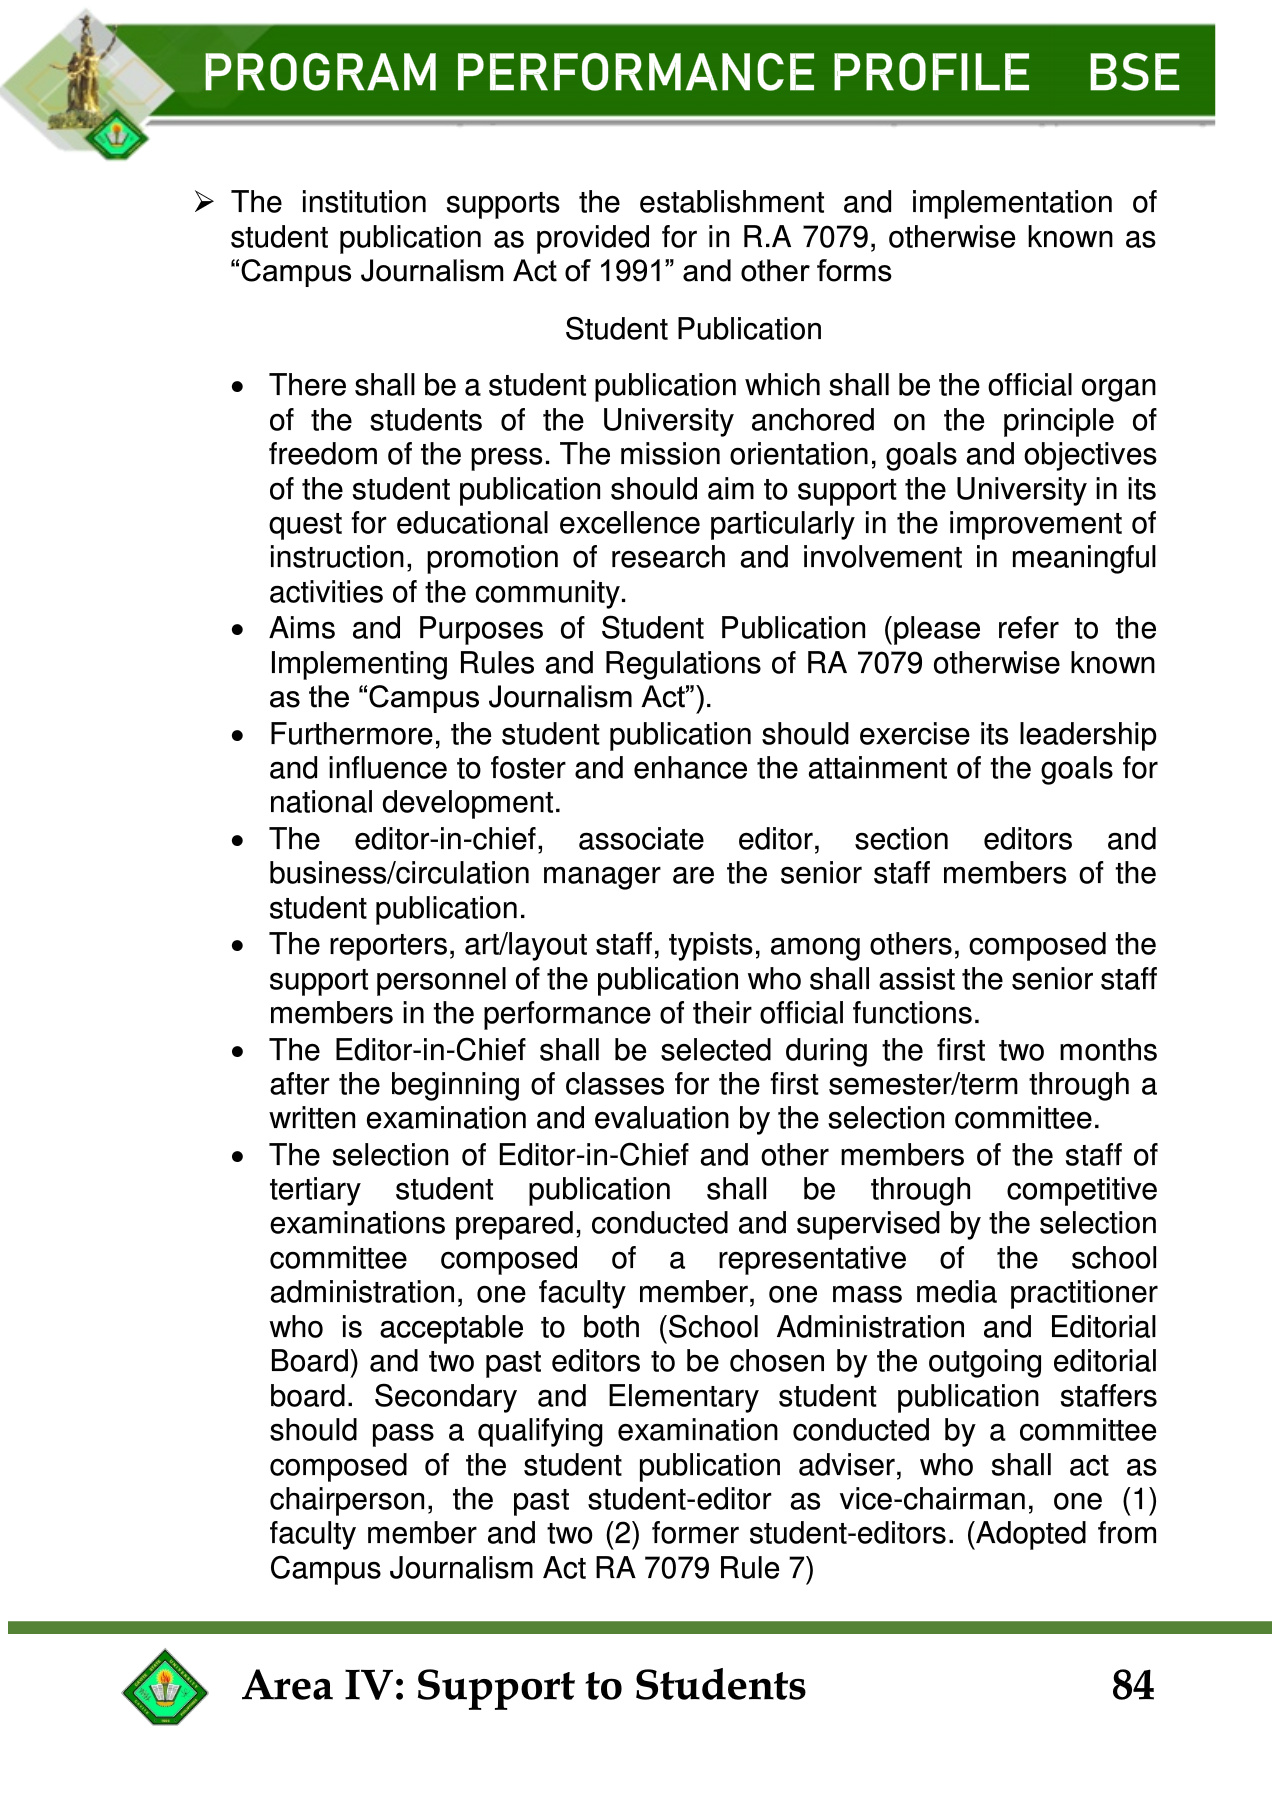 PROGRAM PERFORMANCE PROFILE BSE
➢ The institution supports the establishment and implementation of
student publication as provided for in R.A 7079, otherwise known as
“Campus Journalism Act of 1991” and other forms
Student Publication
• There shall be a student publication which shall be the official organ
of the students of the University anchored on the principle of
freedom of the press. The mission orientation, goals and objectives
of the student publication should aim to support the University in its
quest for educational excellence particularly in the improvement of
instruction, promotion of research and involvement in meaningful
activities of the community.
• Aims and Purposes of Student Publication (please refer to the
Implementing Rules and Regulations of RA 7079 otherwise known
as the “Campus Journalism Act”).
• Furthermore, the student publication should exercise its leadership
and influence to foster and enhance the attainment of the goals for
national development.
• The editor-in-chief, associate editor, section editors and
business/circulation manager are the senior staff members of the
student publication.
• The reporters, art/layout staff, typists, among others, composed the
support personnel of the publication who shall assist the senior staff
members in the performance of their official functions.
• The Editor-in-Chief shall be selected during the first two months
after the beginning of classes for the first semester/term through a
written examination and evaluation by the selection committee.
• The selection of Editor-in-Chief and other members of the staff of
tertiary student publication shall be through competitive
examinations prepared, conducted and supervised by the selection
committee composed of a representative of the school
administration, one faculty member, one mass media practitioner
who is acceptable to both (School Administration and Editorial
Board) and two past editors to be chosen by the outgoing editorial
board. Secondary and Elementary student publication staffers
should pass a qualifying examination conducted by a committee
composed of the student publication adviser, who shall act as
chairperson, the past student-editor as vice-chairman, one (1)
faculty member and two (2) former student-editors. (Adopted from
Campus Journalism Act RA 7079 Rule 7)
Area IV: Support to Students 84